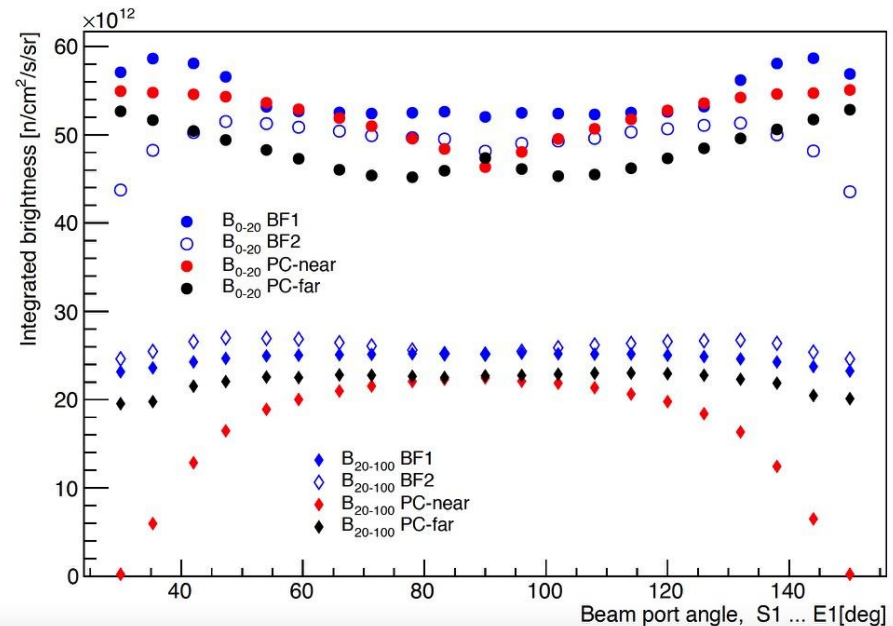 ×10¹²
Integrated brightness [n/cm²/s/sr]
60
50
40
30
20
10
0
B₀₋₂₀ BF1
B₀₋₂₀ BF2
B₀₋₂₀ PC-near
B₀₋₂₀ PC-far
B₂₀₋₁₀₀ BF1
B₂₀₋₁₀₀ BF2
B₂₀₋₁₀₀ PC-near
B₂₀₋₁₀₀ PC-far
40 60 80 100 120 140
Beam port angle, S1 ... E1[deg]